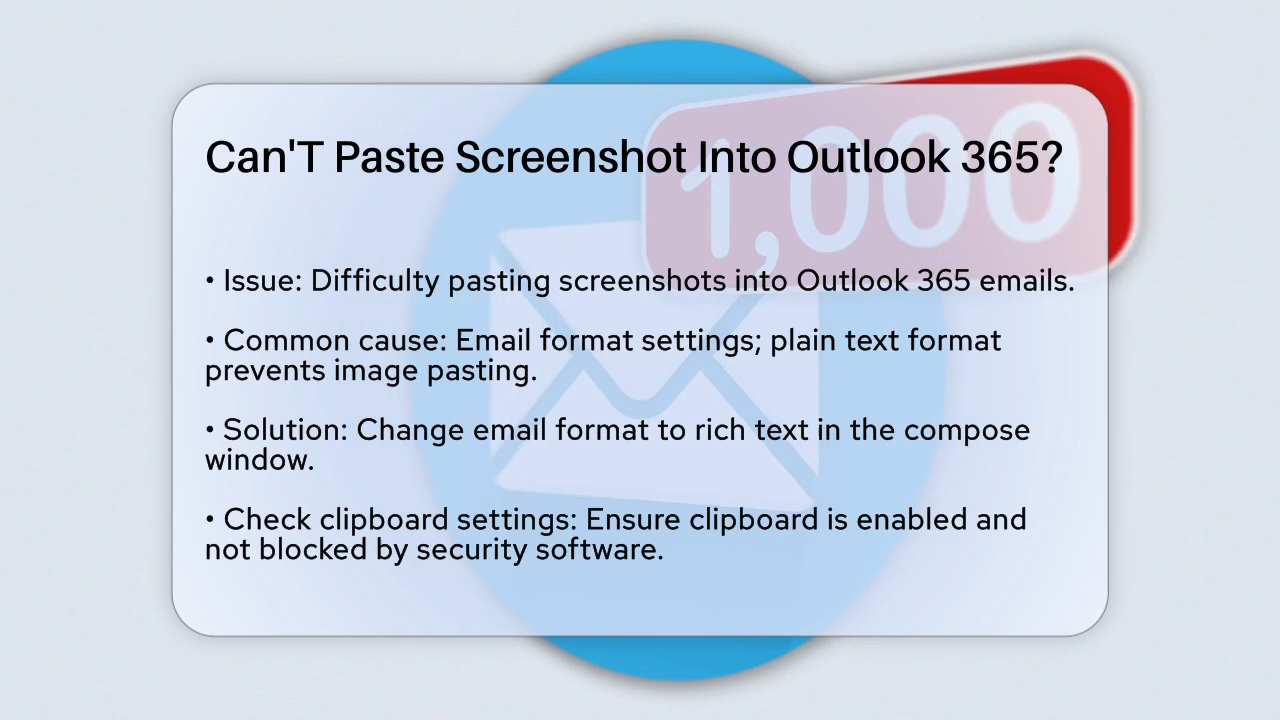 Can'T Paste Screenshot Into Outlook 365?
1,000
• Issue: Difficulty pasting screenshots into Outlook 365 emails.
• Common cause: Email format settings; plain text format
prevents image pasting.
• Solution: Change email format to rich text in the compose
window.
• Check clipboard settings: Ensure clipboard is enabled and
not blocked by security software.